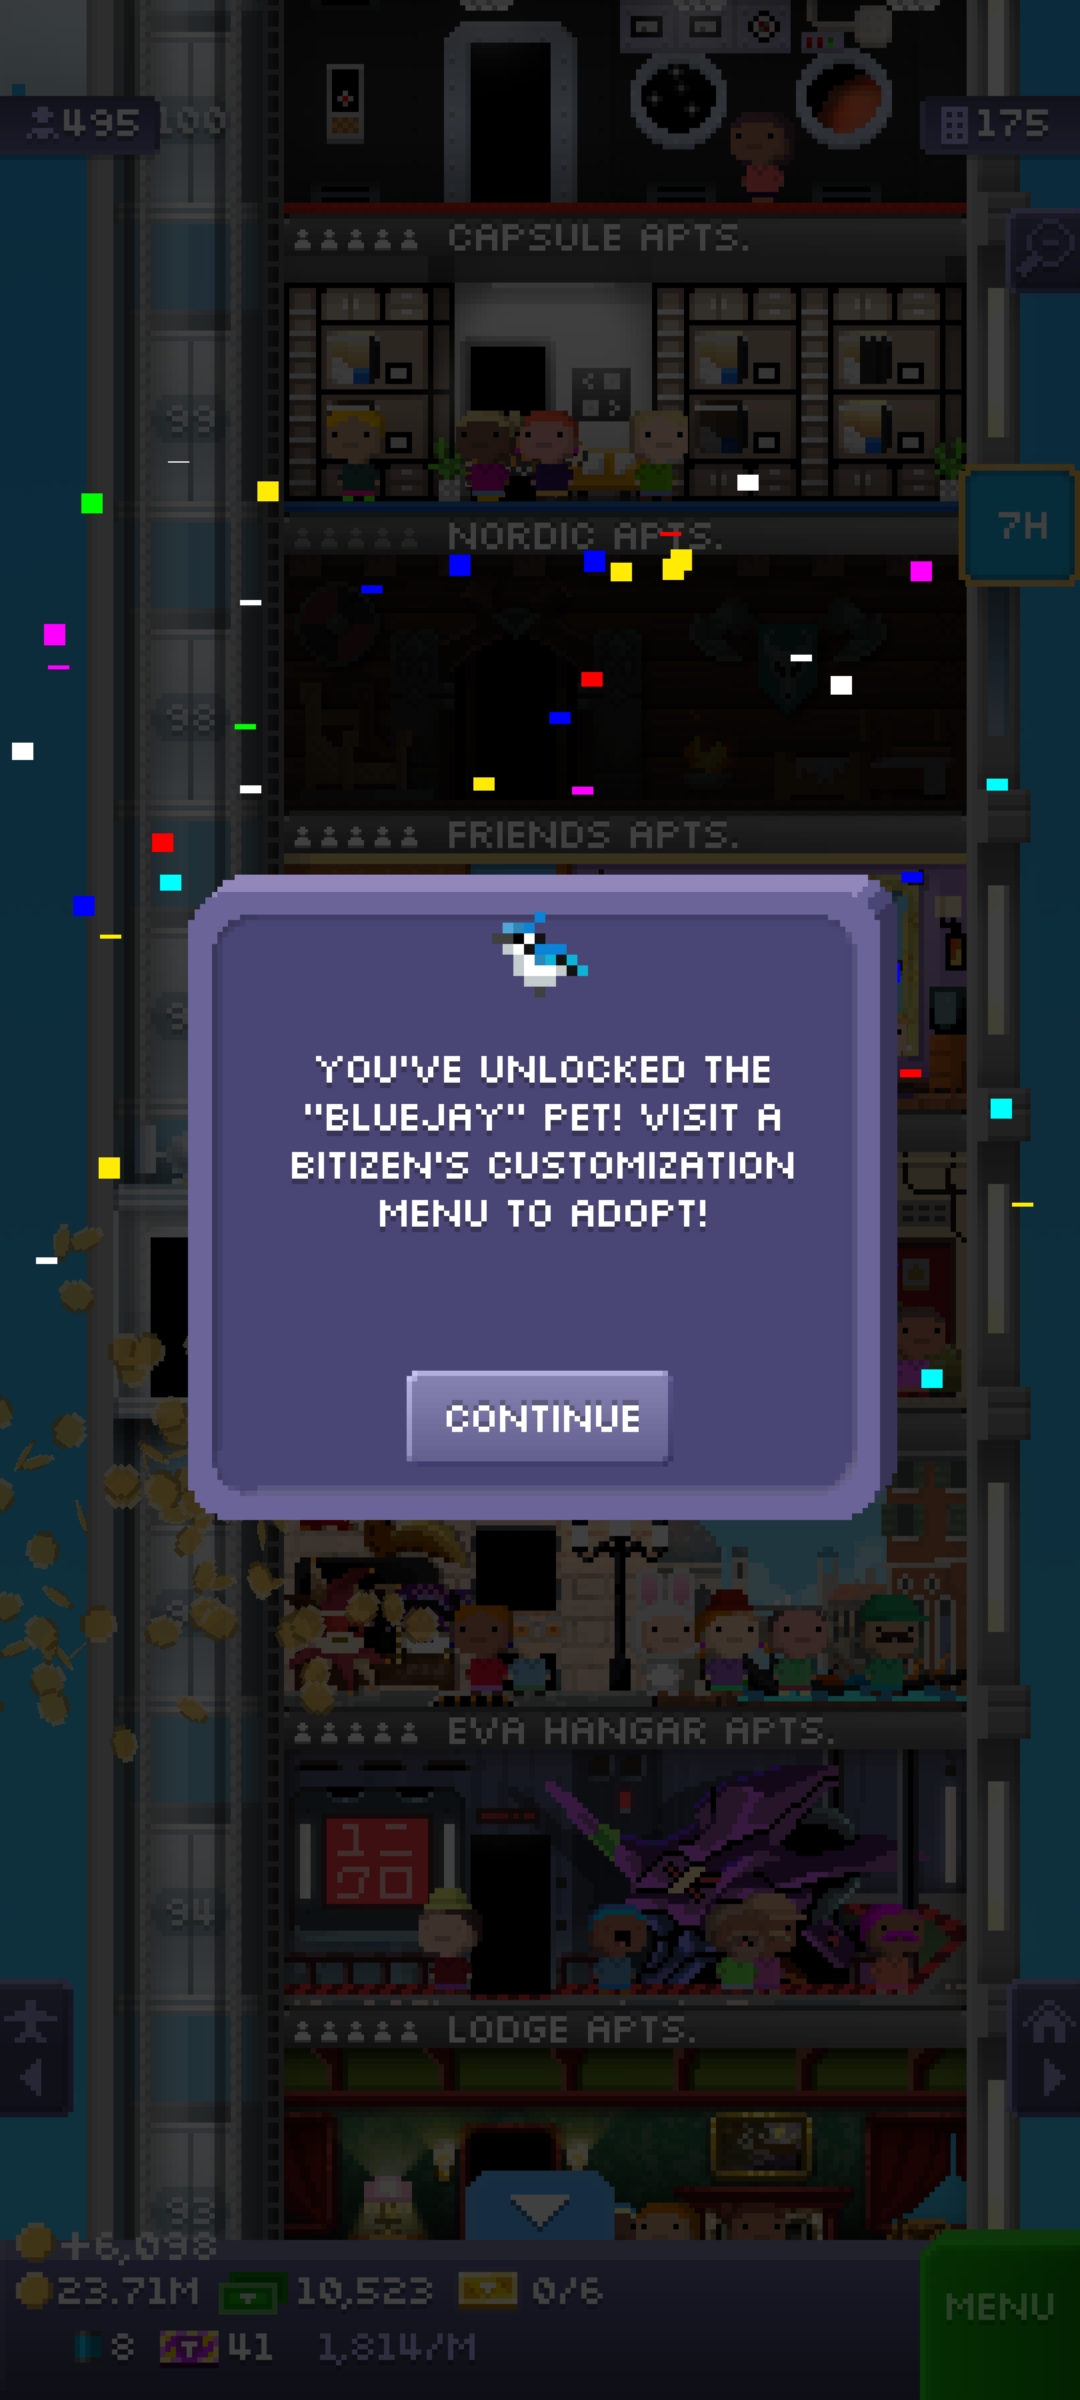 495
100
175
CAPSULE APTS.
99
NORDIC APTS.
7H
98
FRIENDS APTS.
YOU'VE UNLOCKED THE
"BLUEJAY" PET! VISIT A
BITIZEN'S CUSTOMIZATION
MENU TO ADOPT!
CONTINUE
EVA HANGAR APTS.
94
LODGE APTS.
93
+6,098
23.71M 10,523 0/6
MENU
8 41 1,814/M